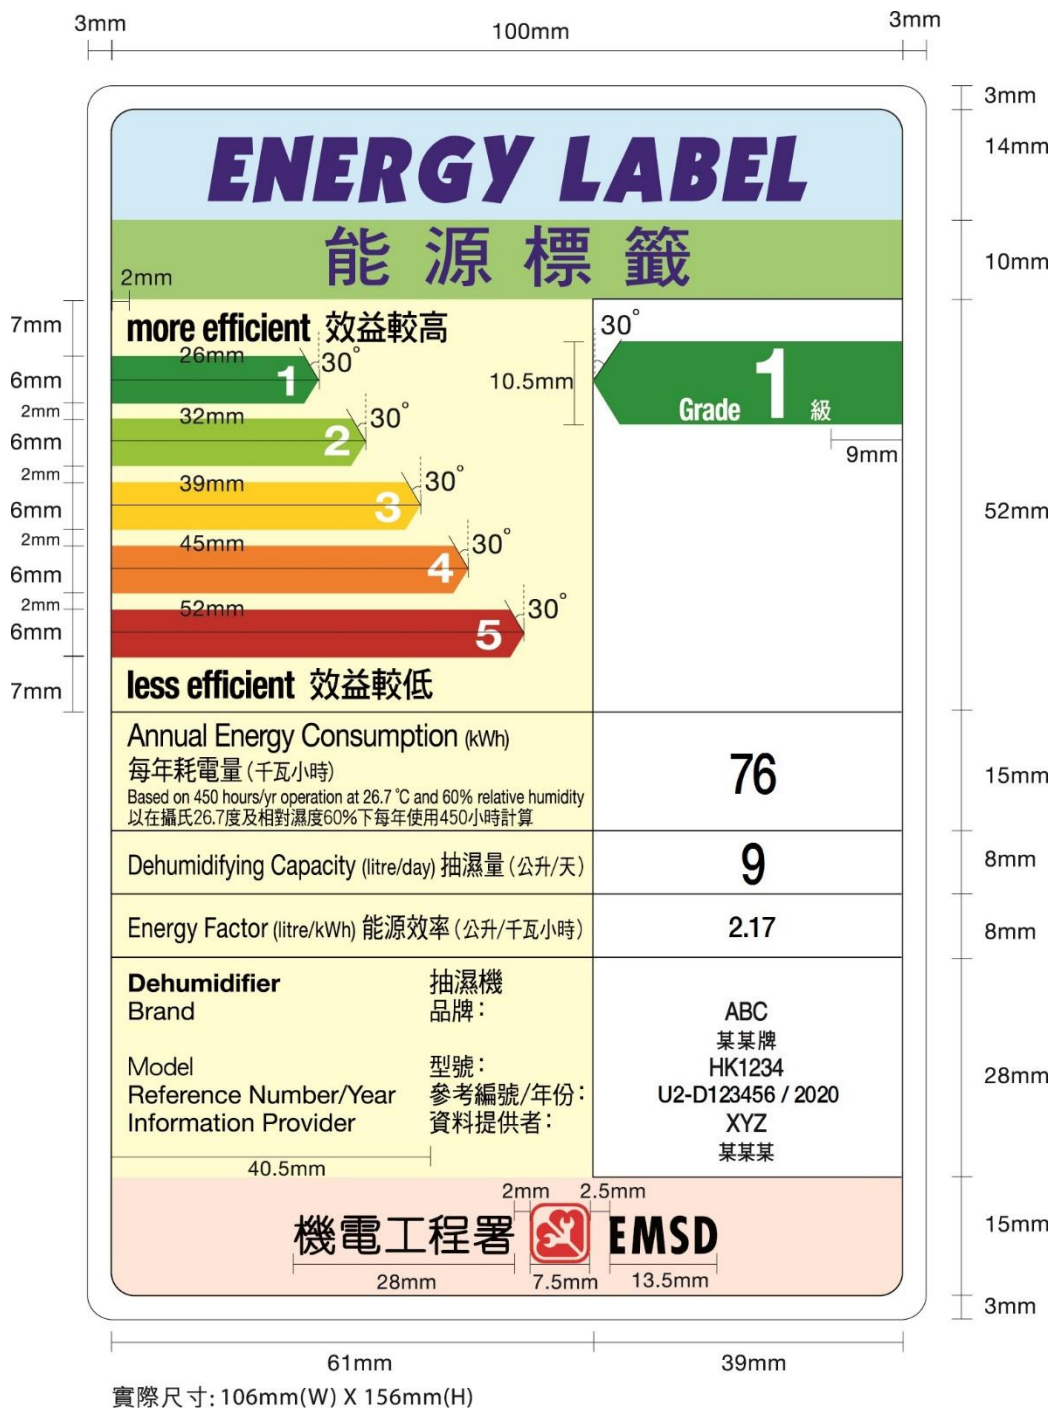 3mm
100mm
3mm
3mm
ENERGY LABEL
14mm
能源標籤
10mm
2mm
7mm
more efficient 效益較高
30°
26mm
30°
6mm
1
10.5mm
Grade 1 級
2mm
32mm
30°
9mm
6mm
2
2mm
39mm
30°
6mm
3
52mm
2mm
45mm
30°
6mm
4
2mm
52mm
30°
6mm
5
7mm
less efficient 效益較低
Annual Energy Consumption (kWh)
每年耗電量 (千瓦小時)
76
15mm
Based on 450 hours/yr operation at 26.7 °C and 60% relative humidity
以在攝氏26.7度及相對濕度60%下每年使用450小時計算
Dehumidifying Capacity (litre/day) 抽濕量 (公升/天)
9
8mm
Energy Factor (litre/kWh) 能源效率 (公升/千瓦小時)
2.17
8mm
Dehumidifier 抽濕機
Brand 品牌：
ABC
某某牌
Model 型號：
HK1234
28mm
Reference Number/Year 參考編號/年份：
U2-D123456 / 2020
Information Provider 資料提供者：
XYZ
某某某
40.5mm
2mm
2.5mm
機電工程署 EMSD
15mm
28mm
7.5mm
13.5mm
3mm
61mm
39mm
實際尺寸: 106mm(W) X 156mm(H)